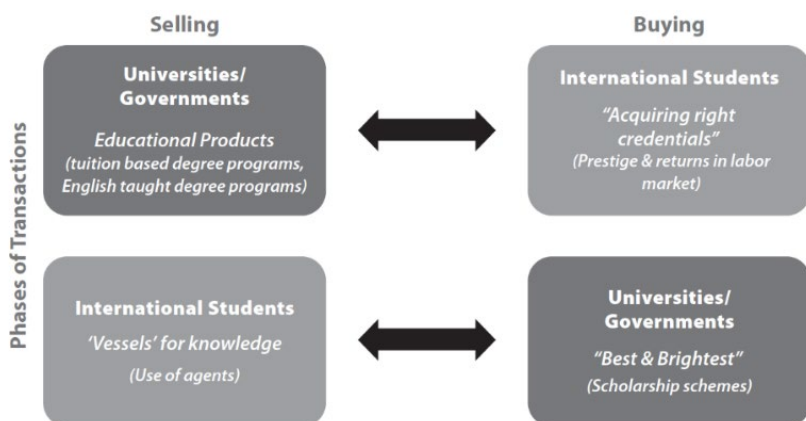 Selling
Buying
Phases of Transactions
Universities/
Governments
Educational Products
(tuition based degree programs,
English taught degree programs)
International Students
“Acquiring right
credentials”
(Prestige & returns in labor
market)
International Students
‘Vessels’ for knowledge
(Use of agents)
Universities/
Governments
“Best & Brightest”
(Scholarship schemes)